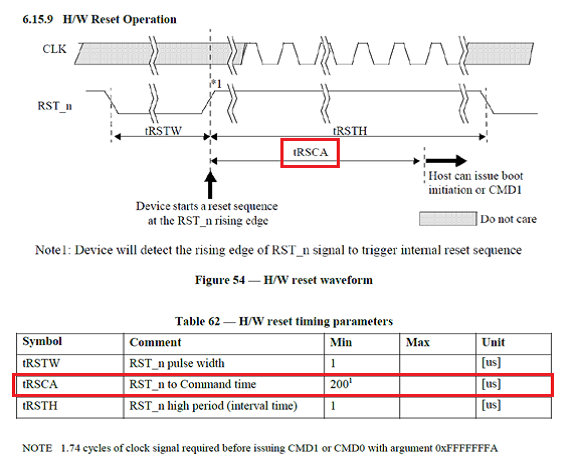 6.15.9 H/W Reset Operation
CLK
*1
RST_n
tRSTW
tRSTH
tRSCA
Host can issue boot
initiation or CMD1
Device starts a reset sequence
at the RST_n rising edge
Do not care
Note1: Device will detect the rising edge of RST_n signal to trigger internal reset sequence
Figure 54 — H/W reset waveform
Table 62 — H/W reset timing parameters
Symbol Comment Min Max Unit
tRSTW RST_n pulse width 1 [us]
tRSCA RST_n to Command time 200¹ [us]
tRSTH RST_n high period (interval time) 1 [us]
NOTE 1.74 cycles of clock signal required before issuing CMD1 or CMD0 with argument 0xFFFFFFFA